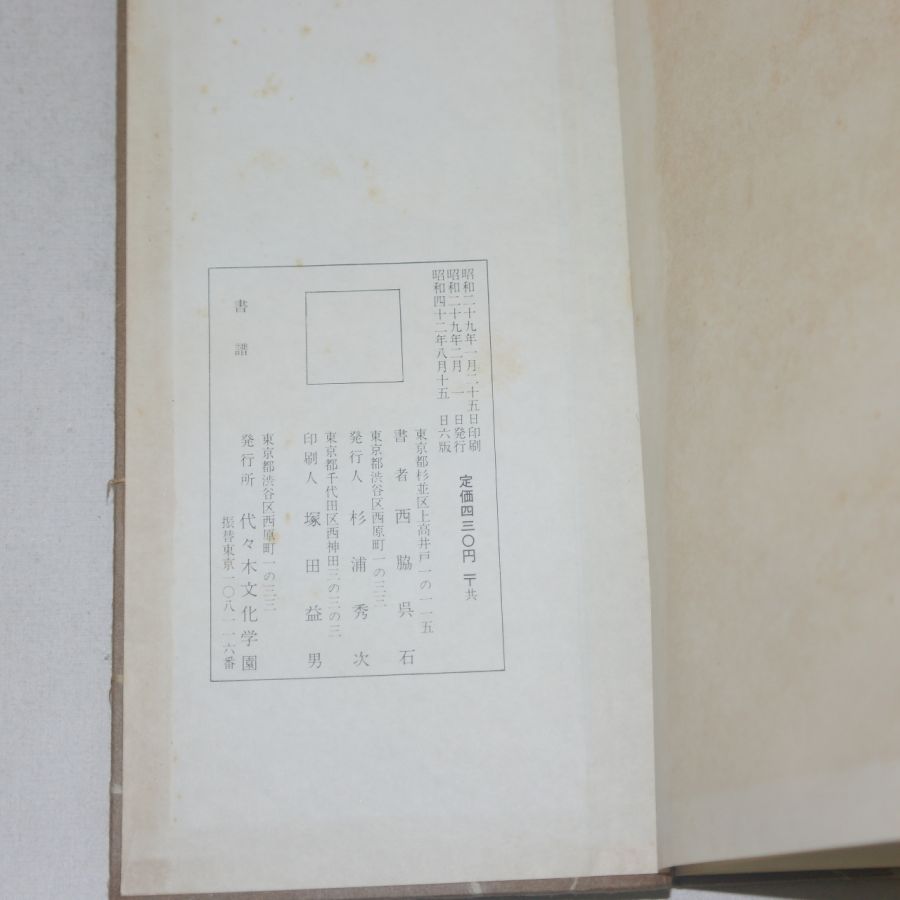 昭和二十九年一月二十五日印刷
昭和二十九年二月　一　日発行
昭和四十二年八月十五　日六版
定価四三〇円 〒共
東京都杉並区上高井戸一の一一五
書者　西脇呉石
東京都渋谷区西原町一の三三
発行人　杉浦秀次
東京都千代田区西神田三の三の三
印刷人　塚田益男
書譜
東京都渋谷区西原町一の三三
発行所　代々木文化学園
振替東京一〇八一一六番